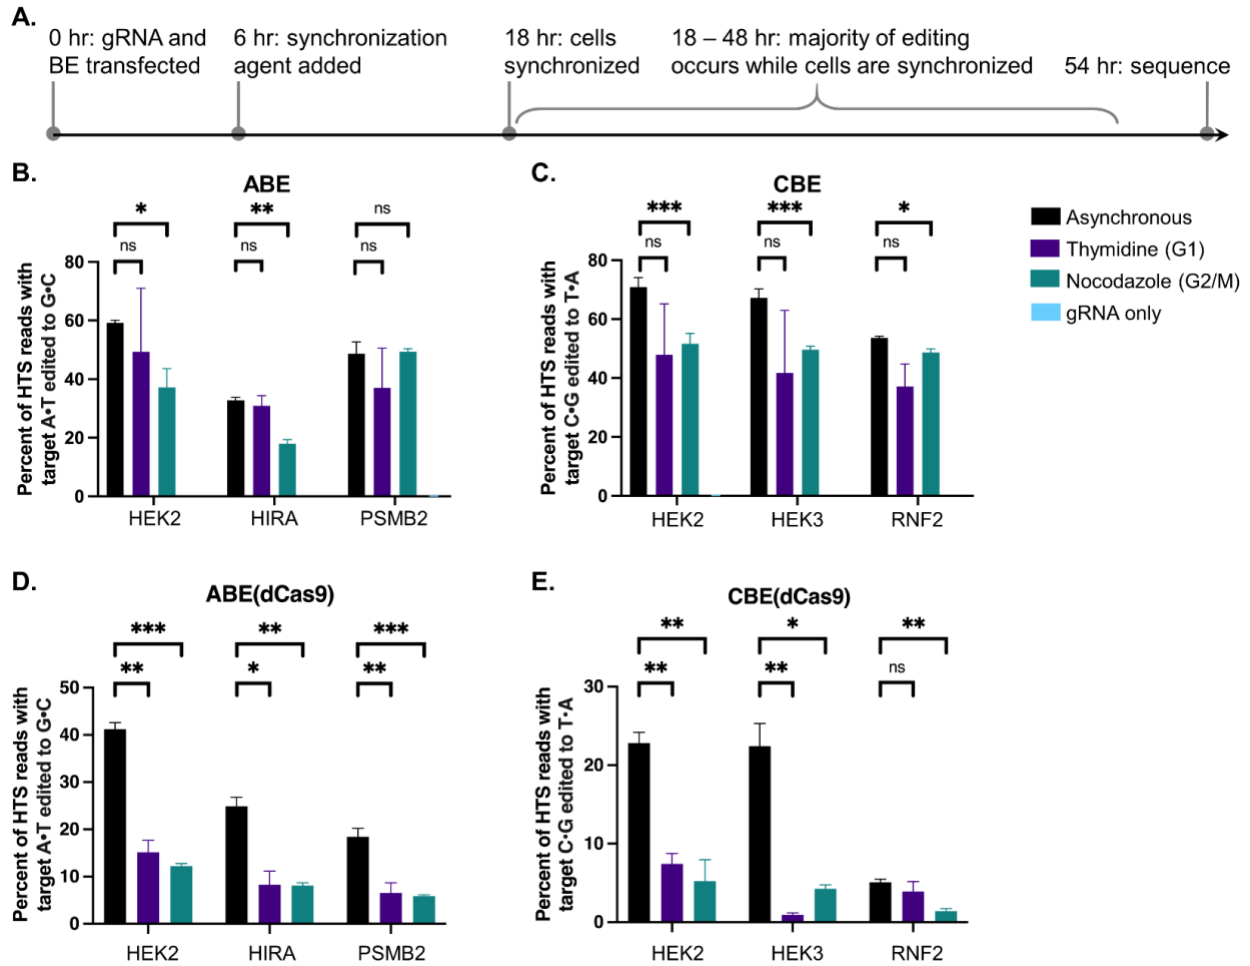 A.
0 hr: gRNA and
BE transfected
6 hr: synchronization
agent added
18 hr: cells
synchronized
18 – 48 hr: majority of editing
occurs while cells are synchronized
54 hr: sequence
B.
ABE
* ** ns
ns ns ns
Percent of HTS reads with
target A•T edited to G•C
80
60
40
20
0
HEK2 HIRA PSMB2
C.
CBE
*** *** *
ns ns ns
Percent of HTS reads with
target C•G edited to T•A
80
60
40
20
0
HEK2 HEK3 RNF2
Asynchronous
Thymidine (G1)
Nocodazole (G2/M)
gRNA only
D.
ABE(dCas9)
*** ** ***
** * **
Percent of HTS reads with
target A•T edited to G•C
50
40
30
20
10
0
HEK2 HIRA PSMB2
E.
CBE(dCas9)
** * **
** ** ns
Percent of HTS reads with
target C•G edited to T•A
30
20
10
0
HEK2 HEK3 RNF2